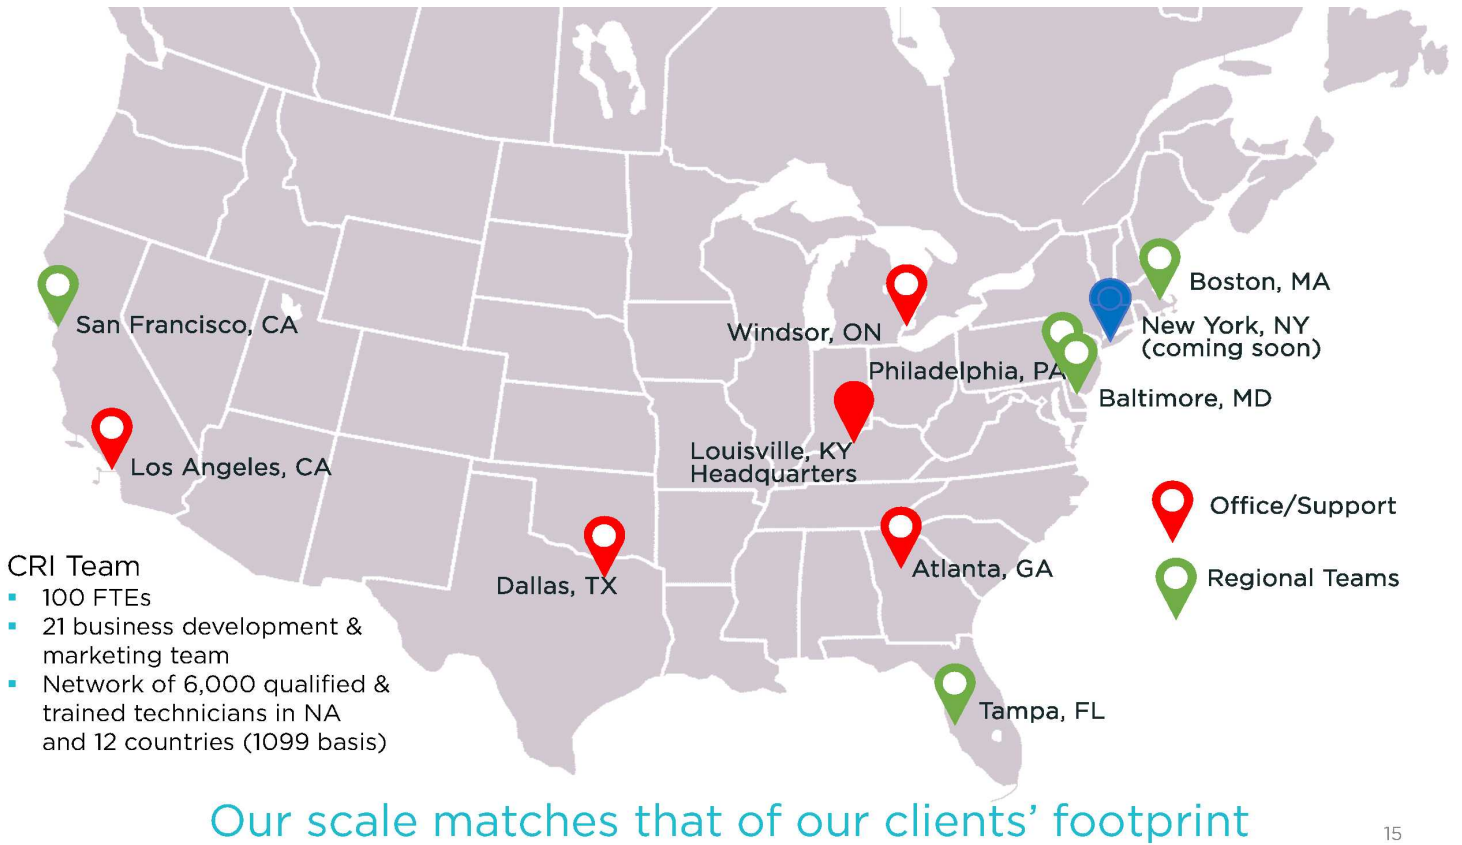 Boston, MA
San Francisco, CA
Windsor, ON
New York, NY
(coming soon)
Philadelphia, PA
Baltimore, MD
Louisville, KY
Headquarters
Los Angeles, CA
Office/Support
Atlanta, GA
Dallas, TX
Regional Teams
CRI Team
▪ 100 FTEs
▪ 21 business development &
marketing team
▪ Network of 6,000 qualified &
trained technicians in NA
and 12 countries (1099 basis)
Tampa, FL
Our scale matches that of our clients’ footprint
15